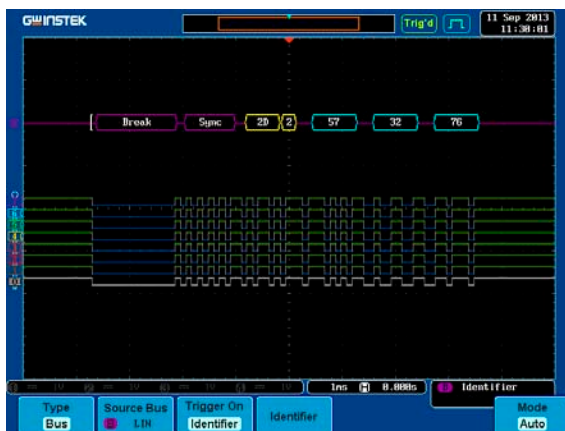 GWINSTEK
Trig'd
11 Sep 2013
11:30:01
Break
Sync
2D
2
57
32
76
1ms
H
0.000s
B
Identifier
Type
Bus
Source Bus
B LIN
Trigger On
Identifier
Identifier
Mode
Auto